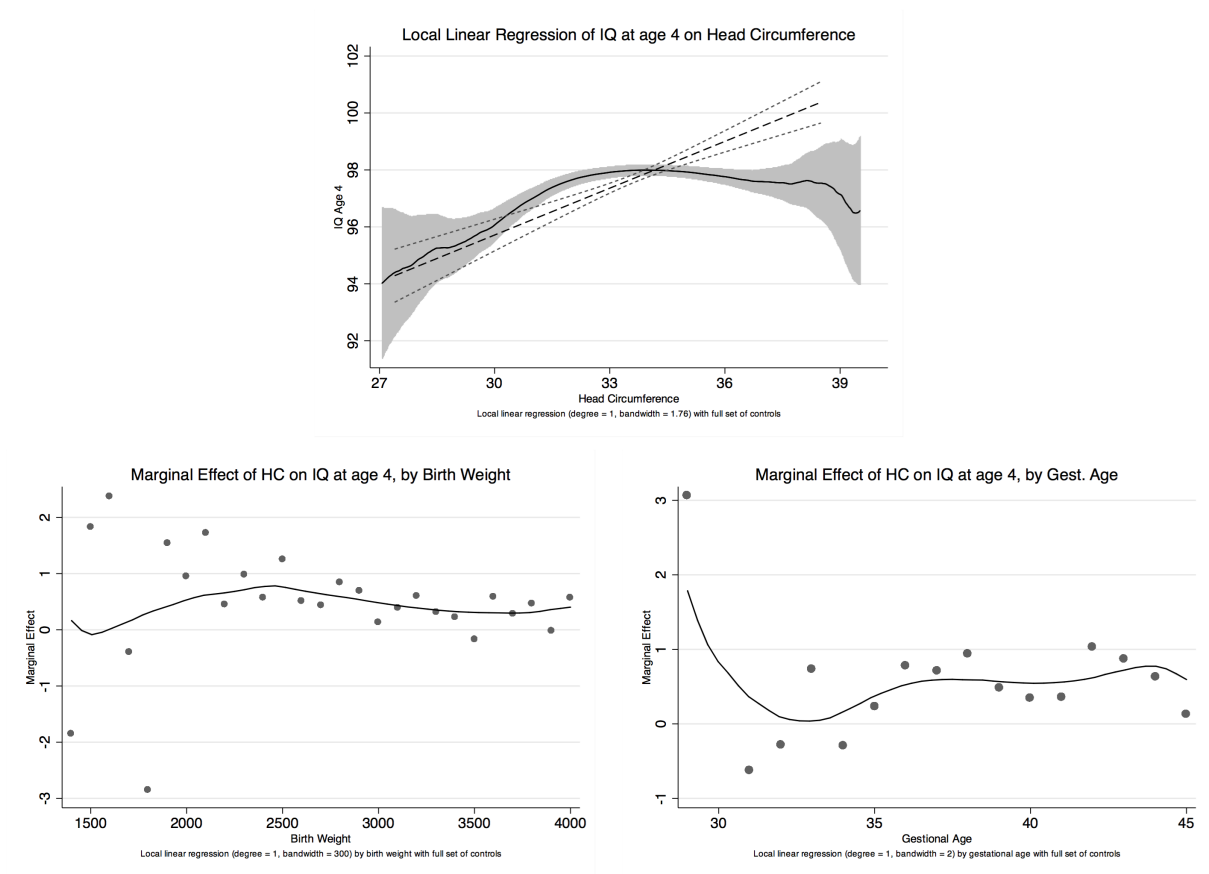 Local Linear Regression of IQ at age 4 on Head Circumference
102
100
98
96
94
92
IQ Age 4
27 30 33 36 39
Head Circumference
Local linear regression (degree = 1, bandwidth = 1.76) with full set of controls
Marginal Effect of HC on IQ at age 4, by Birth Weight
2
1
0
-1
-2
-3
Marginal Effect
1500 2000 2500 3000 3500 4000
Birth Weight
Local linear regression (degree = 1, bandwidth = 300) by birth weight with full set of controls
Marginal Effect of HC on IQ at age 4, by Gest. Age
3
2
1
0
-1
Marginal Effect
30 35 40 45
Gestional Age
Local linear regression (degree = 1, bandwidth = 2) by gestational age with full set of controls